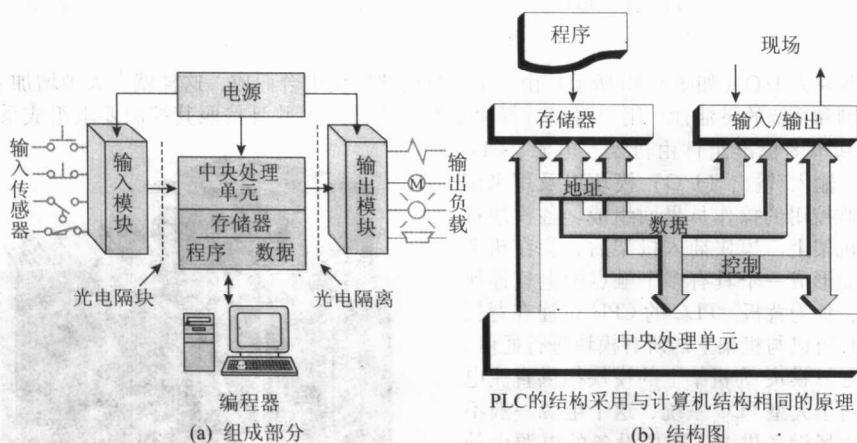 电源
输入传感器
输入模块
中央处理
单元
存储器
程序 数据
输出模块
输出负载
M
光电隔块
光电隔离
编程器
(a) 组成部分
程序
现场
存储器
输入/输出
地址
数据
控制
中央处理单元
PLC的结构采用与计算机结构相同的原理
(b) 结构图